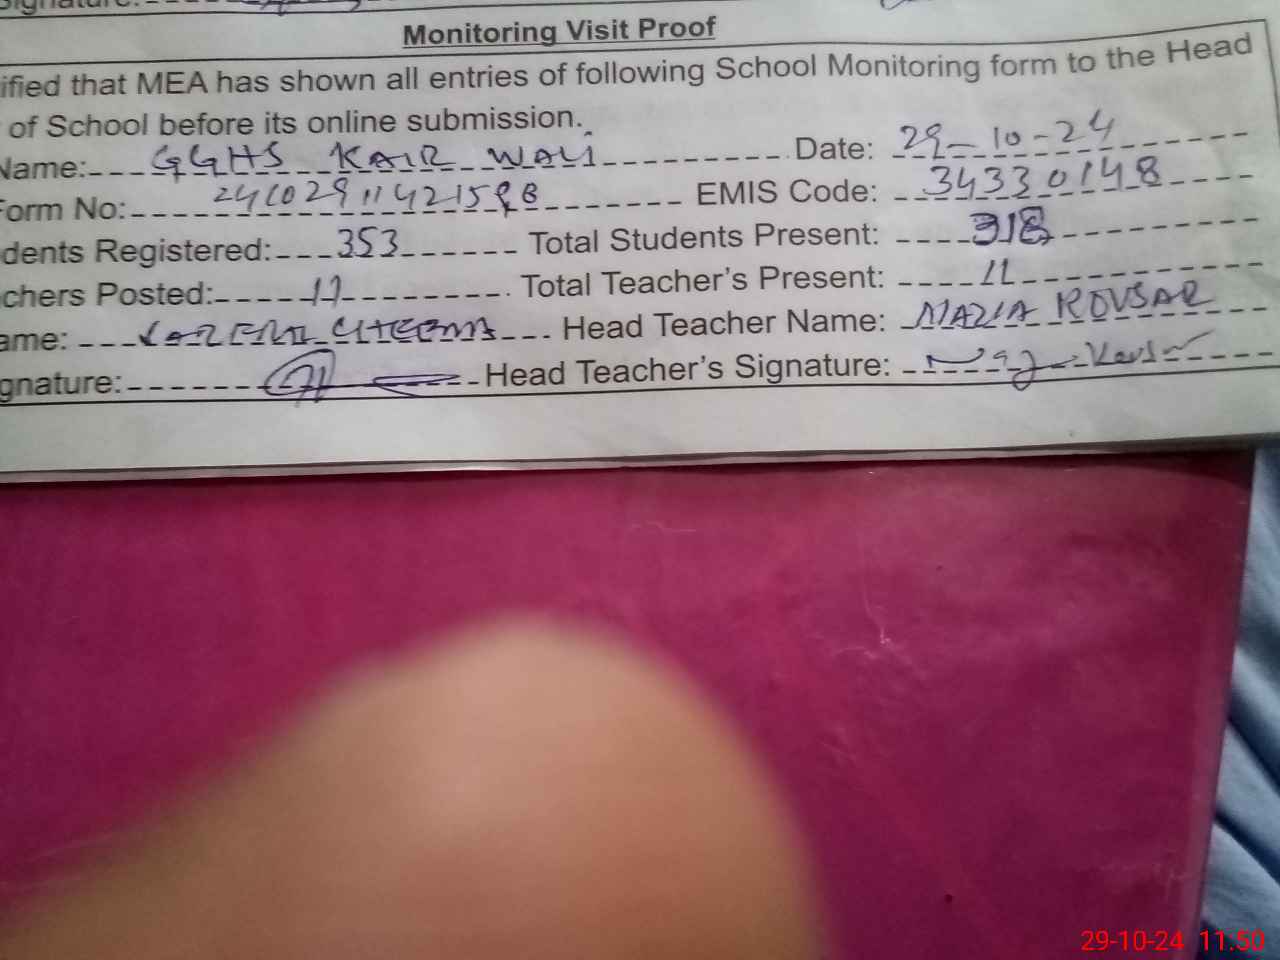 Signature:
Monitoring Visit Proof
ified that MEA has shown all entries of following School Monitoring form to the Head
of School before its online submission.
Name: GGHS KAIR WALI Date: 29-10-24
Form No: EMIS Code: 34330148
dents Registered: 353 Total Students Present: 318
chers Posted: Total Teacher's Present: 11
ame: CHEEMA Head Teacher Name: NAZIA KOUSAR
gnature: Head Teacher's Signature:
29-10-24 11.50